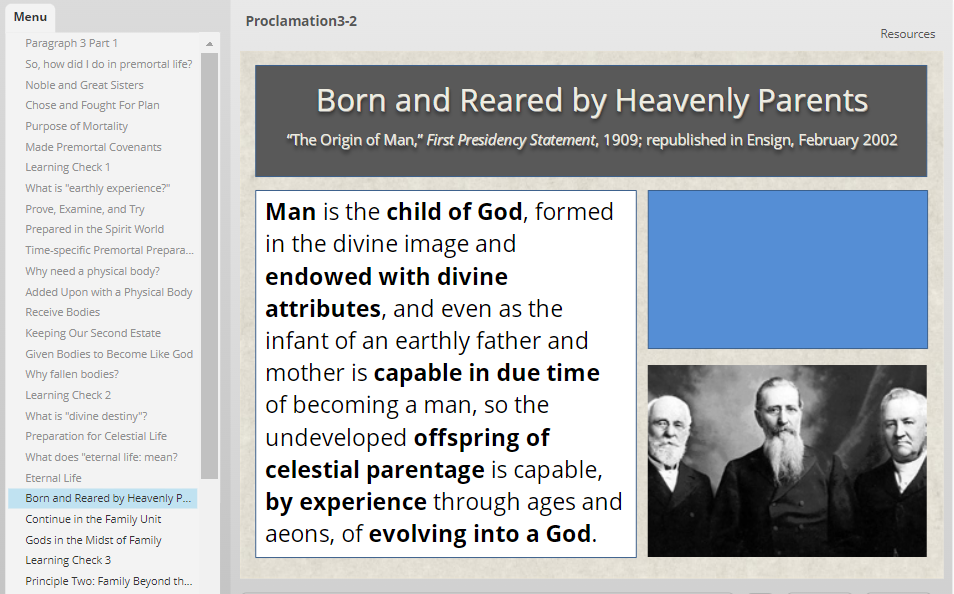 Menu
Paragraph 3 Part 1
So, how did I do in premortal life?
Noble and Great Sisters
Chose and Fought For Plan
Purpose of Mortality
Made Premortal Covenants
Learning Check 1
What is "earthly experience?"
Prove, Examine, and Try
Prepared in the Spirit World
Time-specific Premortal Prepara...
Why need a physical body?
Added Upon with a Physical Body
Receive Bodies
Keeping Our Second Estate
Given Bodies to Become Like God
Why fallen bodies?
Learning Check 2
What is "divine destiny"?
Preparation for Celestial Life
What does "eternal life: mean?
Eternal Life
Born and Reared by Heavenly P...
Continue in the Family Unit
Gods in the Midst of Family
Learning Check 3
Principle Two: Family Beyond th...
Proclamation3-2
Resources
Born and Reared by Heavenly Parents
“The Origin of Man,” First Presidency Statement, 1909; republished in Ensign, February 2002
Man is the child of God, formed
in the divine image and
endowed with divine
attributes, and even as the
infant of an earthly father and
mother is capable in due time
of becoming a man, so the
undeveloped offspring of
celestial parentage is capable,
by experience through ages and
aeons, of evolving into a God.